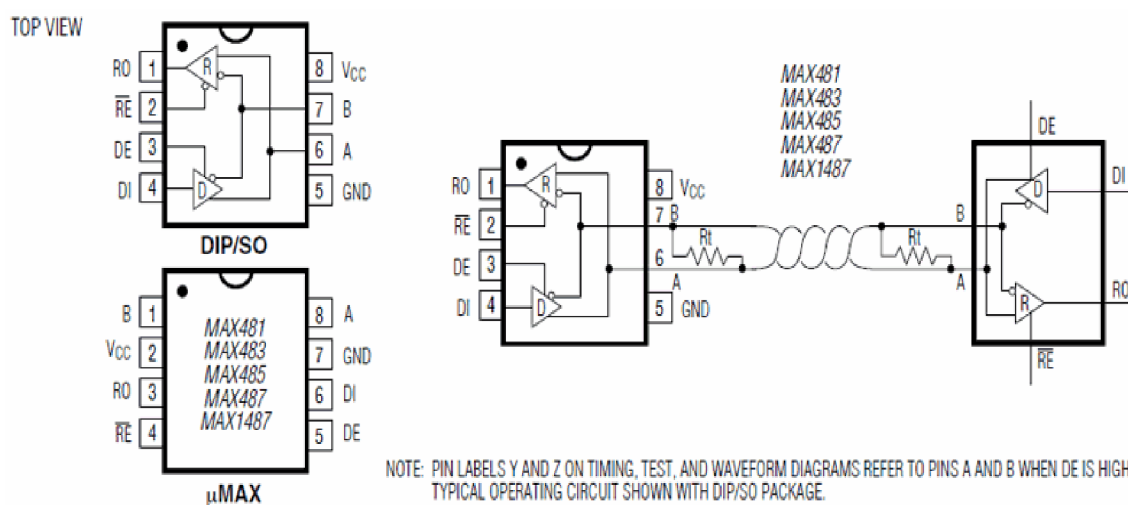 TOP VIEW
RO 1
R
8 VCC
RE 2
7 B
DE 3
6 A
DI 4
D
5 GND
DIP/SO
B 1
8 A
VCC 2
7 GND
RO 3
6 DI
RE 4
5 DE
MAX481
MAX483
MAX485
MAX487
MAX1487
µMAX
MAX481
MAX483
MAX485
MAX487
MAX1487
RO 1
R
8 VCC
RE 2
7 B
DE 3
6 A
DI 4
D
5 GND
Rt
Rt
DE
D
DI
B
A
R
RO
RE
NOTE: PIN LABELS Y AND Z ON TIMING, TEST, AND WAVEFORM DIAGRAMS REFER TO PINS A AND B WHEN DE IS HIGH
TYPICAL OPERATING CIRCUIT SHOWN WITH DIP/SO PACKAGE.